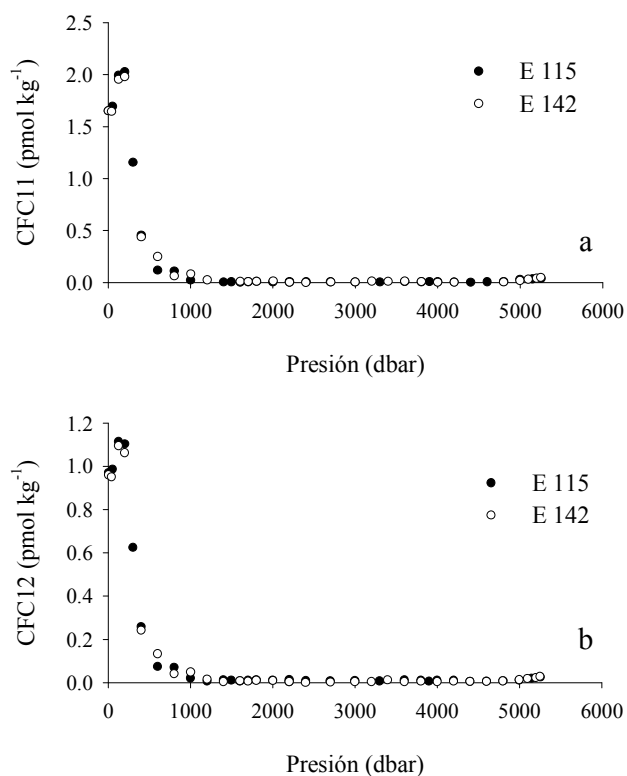 2.5
2.0
1.5
1.0
0.5
0.0
CFC11 (pmol kg-1)
E 115
E 142
a
0 1000 2000 3000 4000 5000 6000
Presión (dbar)
1.2
1.0
0.8
0.6
0.4
0.2
0.0
CFC12 (pmol kg-1)
E 115
E 142
b
0 1000 2000 3000 4000 5000 6000
Presión (dbar)